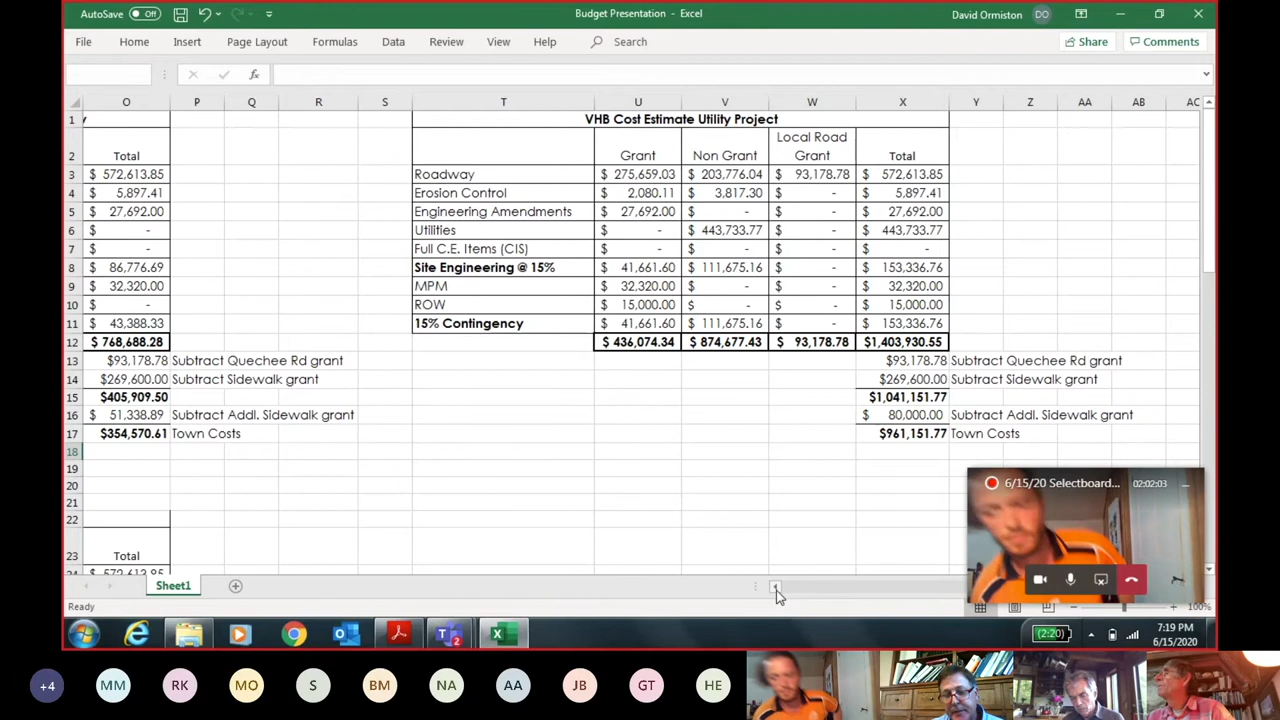 AutoSave Off Budget Presentation - Excel David Ormiston DO
File Home Insert Page Layout Formulas Data Review View Help Search Share Comments
fx
O P Q R S T U V W X Y Z AA AB AC
1 VHB Cost Estimate Utility Project
2 Total Grant Non Grant Local Road Grant Total
3 $ 572,613.85 Roadway $ 275,659.03 $ 203,776.04 $ 93,178.78 $ 572,613.85
4 $ 5,897.41 Erosion Control $ 2,080.11 $ 3,817.30 $ - $ 5,897.41
5 $ 27,692.00 Engineering Amendments $ 27,692.00 $ - $ - $ 27,692.00
6 $ - Utilities $ - $ 443,733.77 $ - $ 443,733.77
7 $ - Full C.E. Items (CIS) $ - $ - $ - $ -
8 $ 86,776.69 Site Engineering @ 15% $ 41,661.60 $ 111,675.16 $ - $ 153,336.76
9 $ 32,320.00 MPM $ 32,320.00 $ - $ - $ 32,320.00
10 $ - ROW $ 15,000.00 $ - $ - $ 15,000.00
11 $ 43,388.33 15% Contingency $ 41,661.60 $ 111,675.16 $ - $ 153,336.76
12 $ 768,688.28 $ 436,074.34 $ 874,677.43 $ 93,178.78 $1,403,930.55
13 $93,178.78 Subtract Quechee Rd grant $93,178.78 Subtract Quechee Rd grant
14 $269,600.00 Subtract Sidewalk grant $269,600.00 Subtract Sidewalk grant
15 $405,909.50 $1,041,151.77
16 $ 51,338.89 Subtract Addl. Sidewalk grant $ 80,000.00 Subtract Addl. Sidewalk grant
17 $354,570.61 Town Costs $961,151.77 Town Costs
18
19
20
21
22
23 Total
6/15/20 Selectboard... 02:02:03
Sheet1
Ready 100%
2 (2:20) 7:19 PM
6/15/2020
+4 MM RK MO S BM NA AA JB GT HE